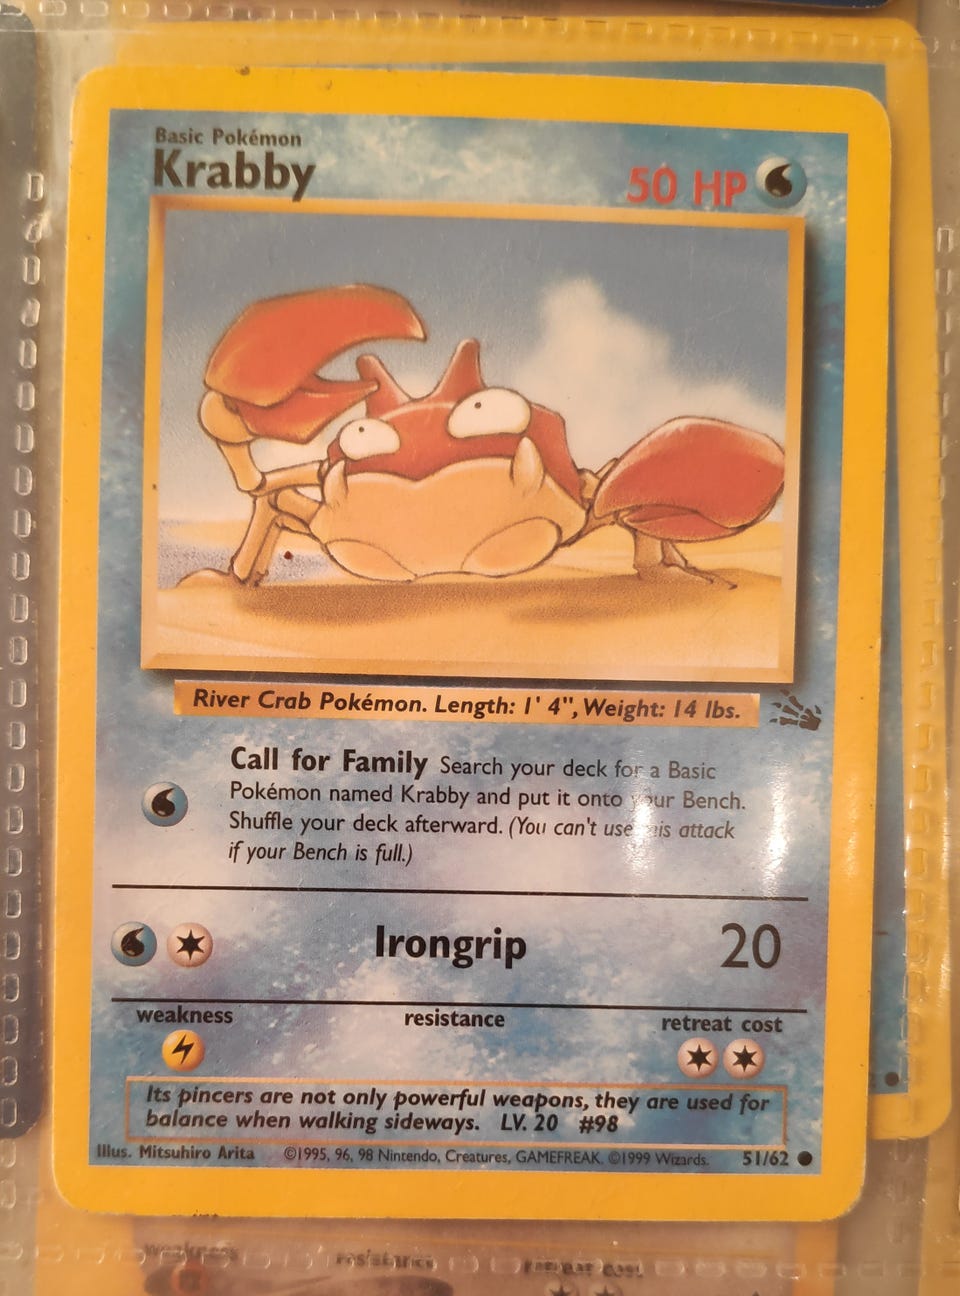 Basic Pokémon
Krabby
50 HP
River Crab Pokémon. Length: 1' 4", Weight: 14 lbs.
Call for Family Search your deck for a Basic
Pokémon named Krabby and put it onto your Bench.
Shuffle your deck afterward. (You can't use this attack
if your Bench is full.)
Irongrip 20
weakness resistance retreat cost
Its pincers are not only powerful weapons, they are used for
balance when walking sideways. LV. 20 #98
Illus. Mitsuhiro Arita ©1995, 96, 98 Nintendo, Creatures, GAMEFREAK. ©1999 Wizards. 51/62
weakness resistance retreat cost